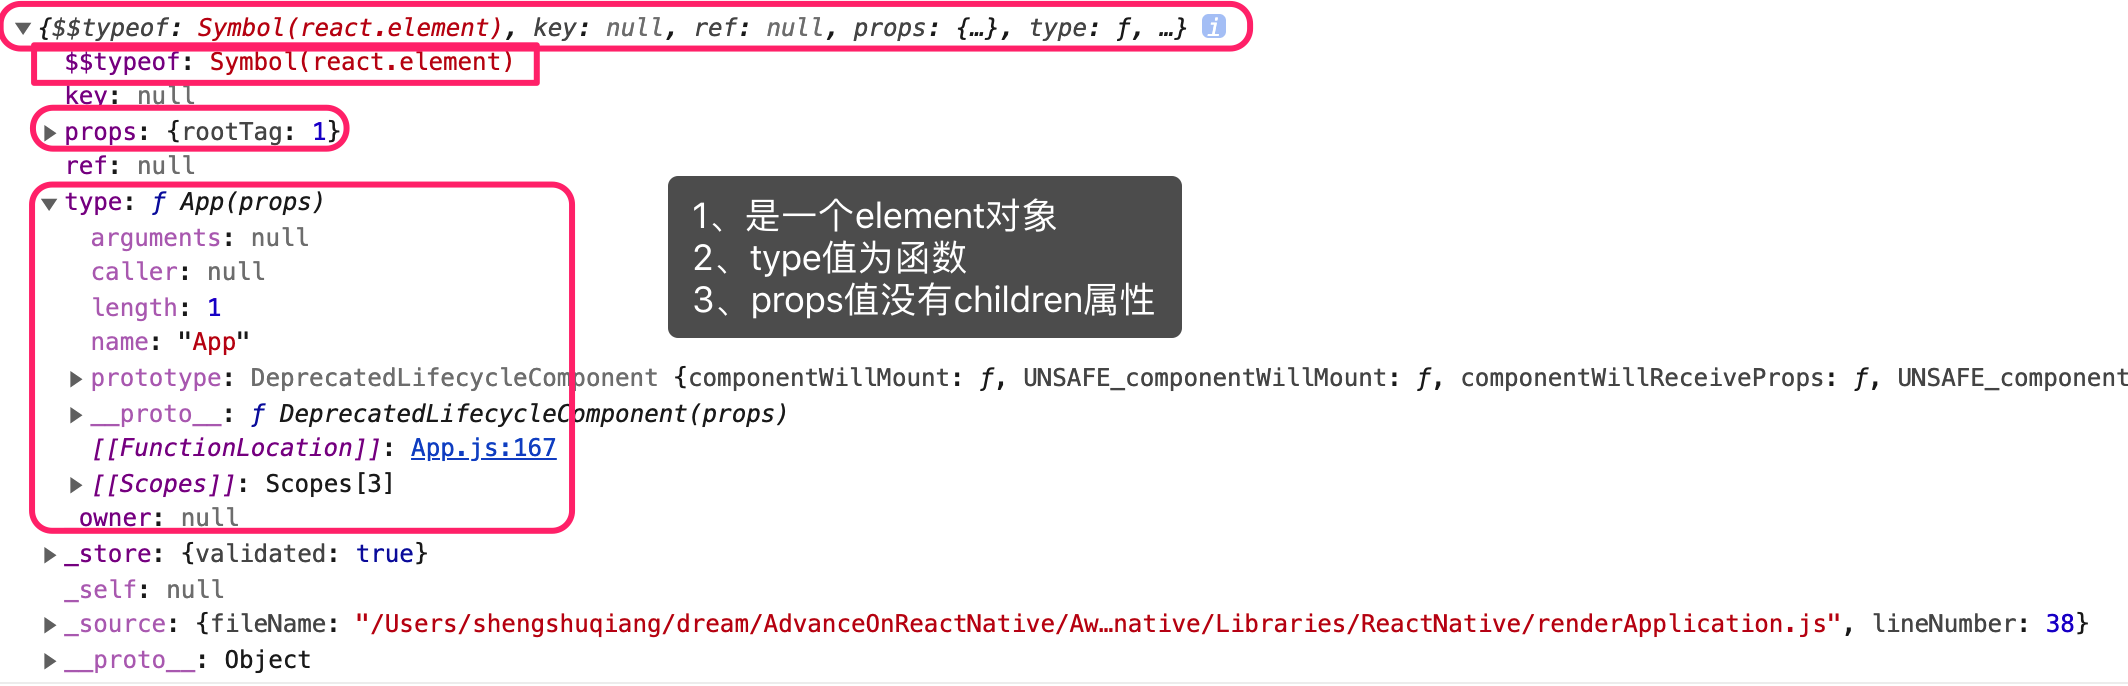 ▼{$$typeof: Symbol(react.element), key: null, ref: null, props: {…}, type: ƒ, …} i
$$typeof: Symbol(react.element)
key: null
▶props: {rootTag: 1}
ref: null
▼type: ƒ App(props)
arguments: null
caller: null
length: 1
name: "App"
▶prototype: DeprecatedLifecycleComponent {componentWillMount: ƒ, UNSAFE_componentWillMount: ƒ, componentWillReceiveProps: ƒ, UNSAFE_component
▶__proto__: ƒ DeprecatedLifecycleComponent(props)
[[FunctionLocation]]: App.js:167
▶[[Scopes]]: Scopes[3]
_owner: null
▶_store: {validated: true}
_self: null
▶_source: {fileName: "/Users/shengshuqiang/dream/AdvanceOnReactNative/Aw…native/Libraries/ReactNative/renderApplication.js", lineNumber: 38}
▶__proto__: Object
1、是一个element对象
2、type值为函数
3、props值没有children属性